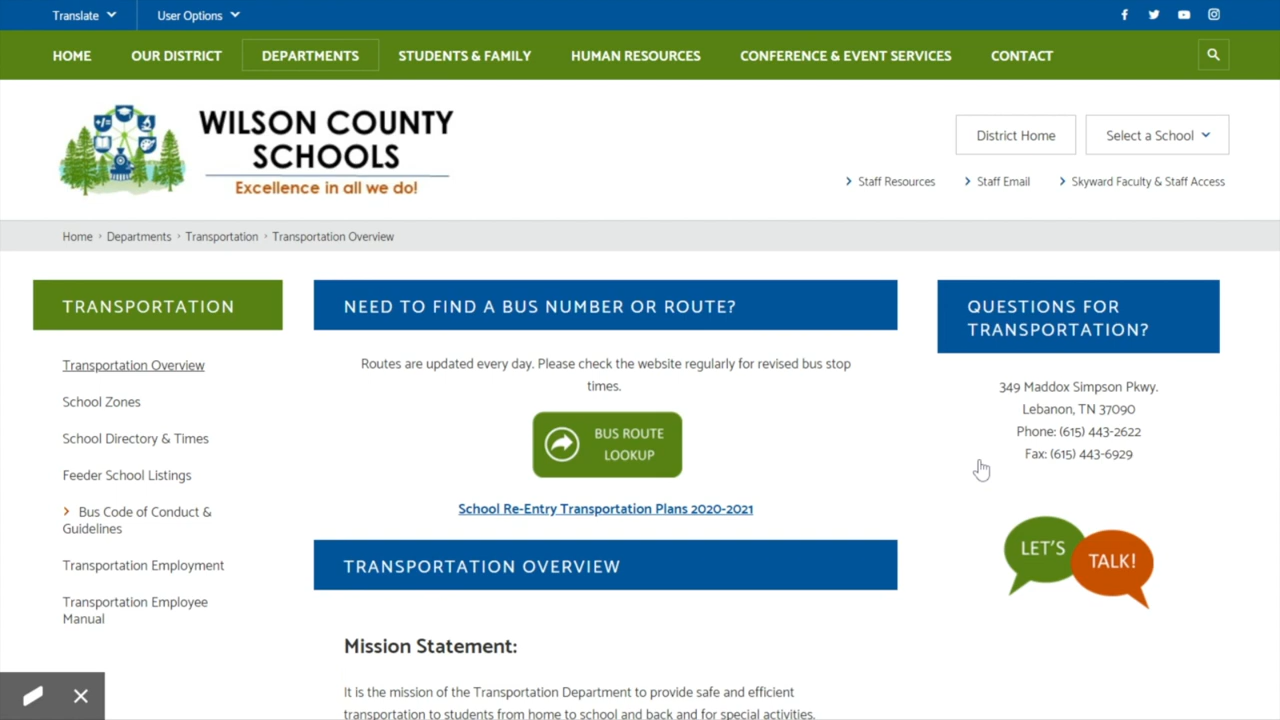 Translate
User Options
HOME
OUR DISTRICT
DEPARTMENTS
STUDENTS & FAMILY
HUMAN RESOURCES
CONFERENCE & EVENT SERVICES
CONTACT
WILSON COUNTY
SCHOOLS
Excellence in all we do!
District Home
Select a School
Staff Resources
Staff Email
Skyward Faculty & Staff Access
Home > Departments > Transportation > Transportation Overview
TRANSPORTATION
Transportation Overview
School Zones
School Directory & Times
Feeder School Listings
Bus Code of Conduct &
Guidelines
Transportation Employment
Transportation Employee
Manual
NEED TO FIND A BUS NUMBER OR ROUTE?
Routes are updated every day. Please check the website regularly for revised bus stop
times.
BUS ROUTE
LOOKUP
School Re-Entry Transportation Plans 2020-2021
TRANSPORTATION OVERVIEW
Mission Statement:
It is the mission of the Transportation Department to provide safe and efficient
transportation to students from home to school and back and for special activities.
QUESTIONS FOR
TRANSPORTATION?
349 Maddox Simpson Pkwy.
Lebanon, TN 37090
Phone: (615) 443-2622
Fax: (615) 443-6929
LET'S
TALK!